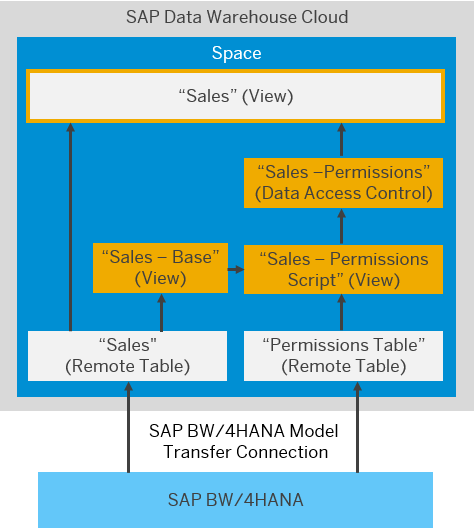 SAP Data Warehouse Cloud
Space
“Sales” (View)
“Sales –Permissions”
(Data Access Control)
“Sales – Base”
(View)
“Sales – Permissions
Script” (View)
“Sales"
(Remote Table)
“Permissions Table”
(Remote Table)
SAP BW/4HANA Model
Transfer Connection
SAP BW/4HANA